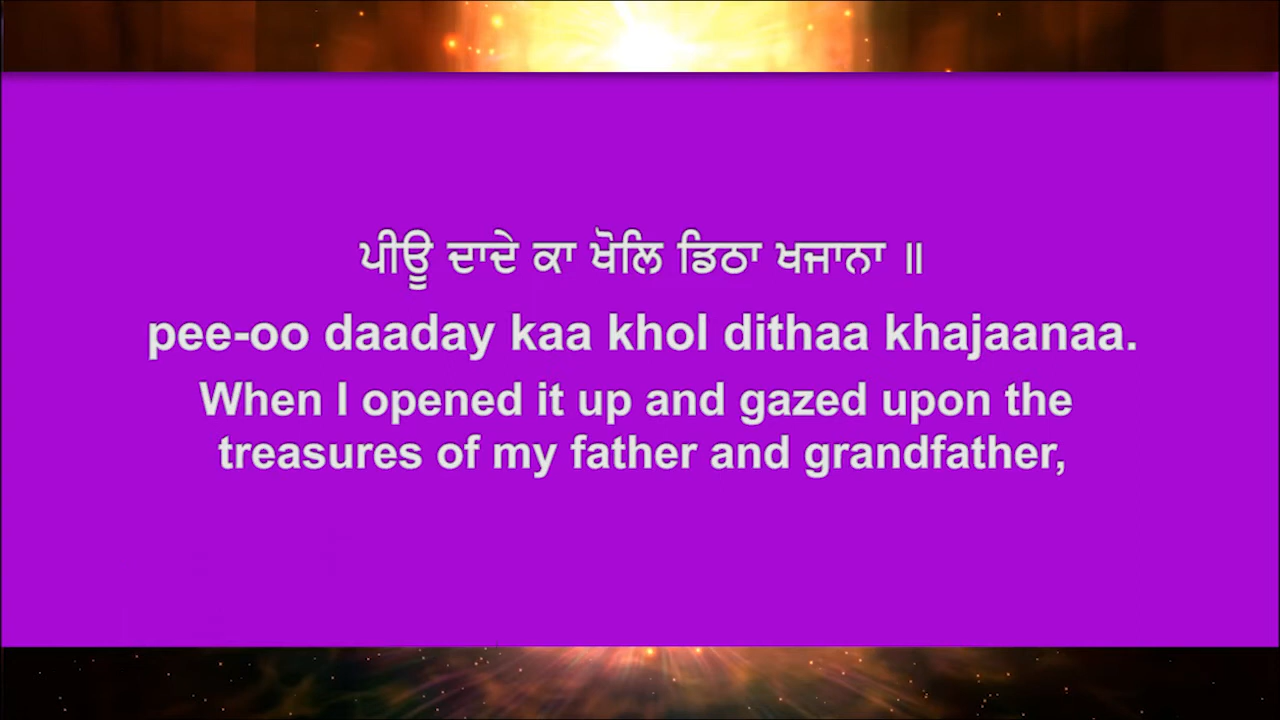 ਪੀਊ ਦਾਦੇ ਕਾ ਖੋਲਿ ਡਿਠਾ ਖਜਾਨਾ ॥
pee-oo daaday kaa khol dithaa khajaanaa.
When I opened it up and gazed upon the
treasures of my father and grandfather,